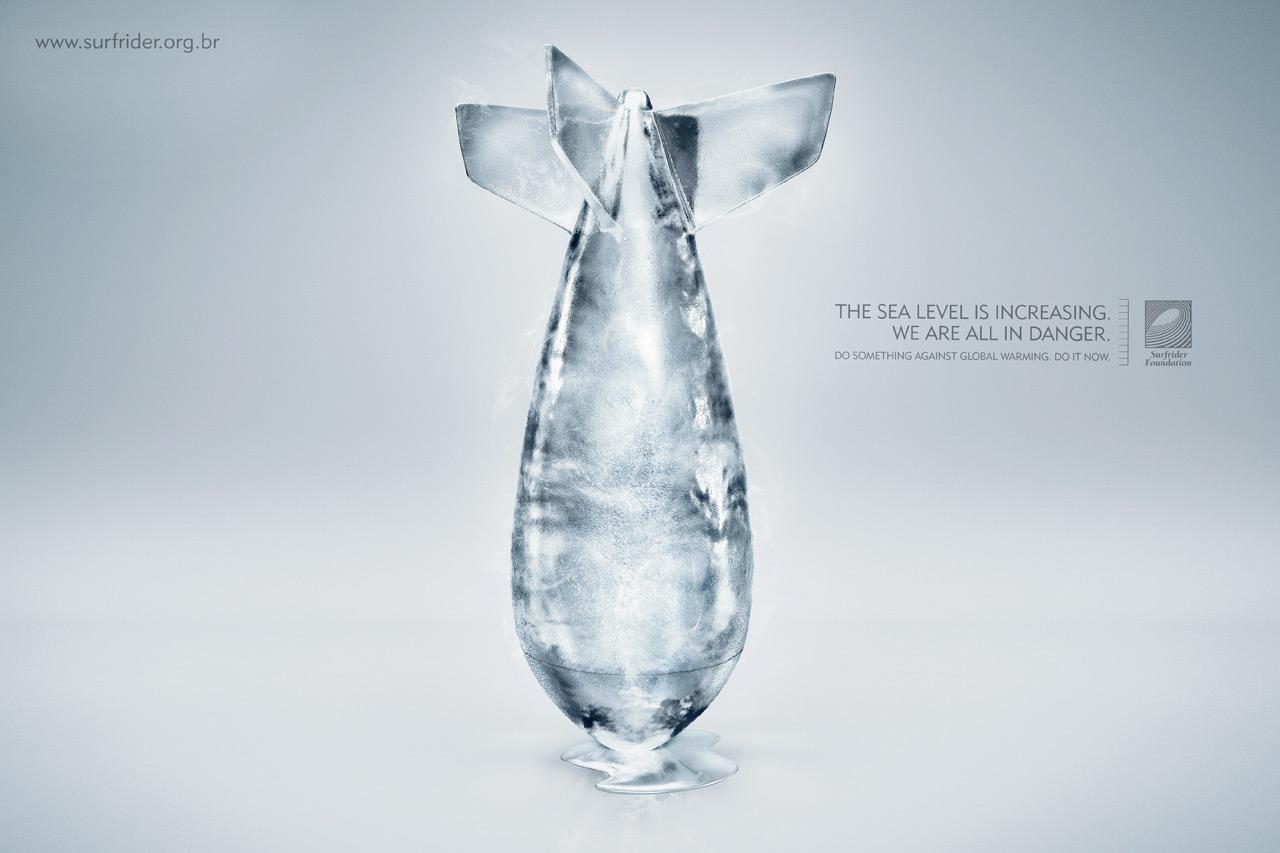 www.surfrider.org.br
THE SEA LEVEL IS INCREASING.
WE ARE ALL IN DANGER.
DO SOMETHING AGAINST GLOBAL WARMING. DO IT NOW.
Surfrider
Foundation